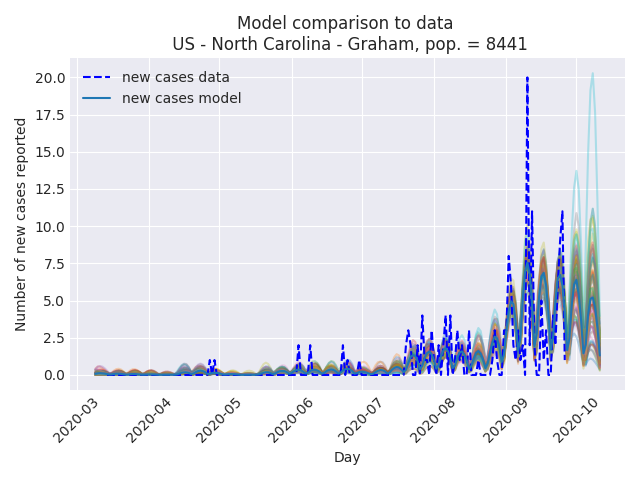 Model comparison to data
US - North Carolina - Graham, pop. = 8441
new cases data
new cases model
Number of new cases reported
20.0
17.5
15.0
12.5
10.0
7.5
5.0
2.5
0.0
2020-03
2020-04
2020-05
2020-06
2020-07
2020-08
2020-09
2020-10
Day